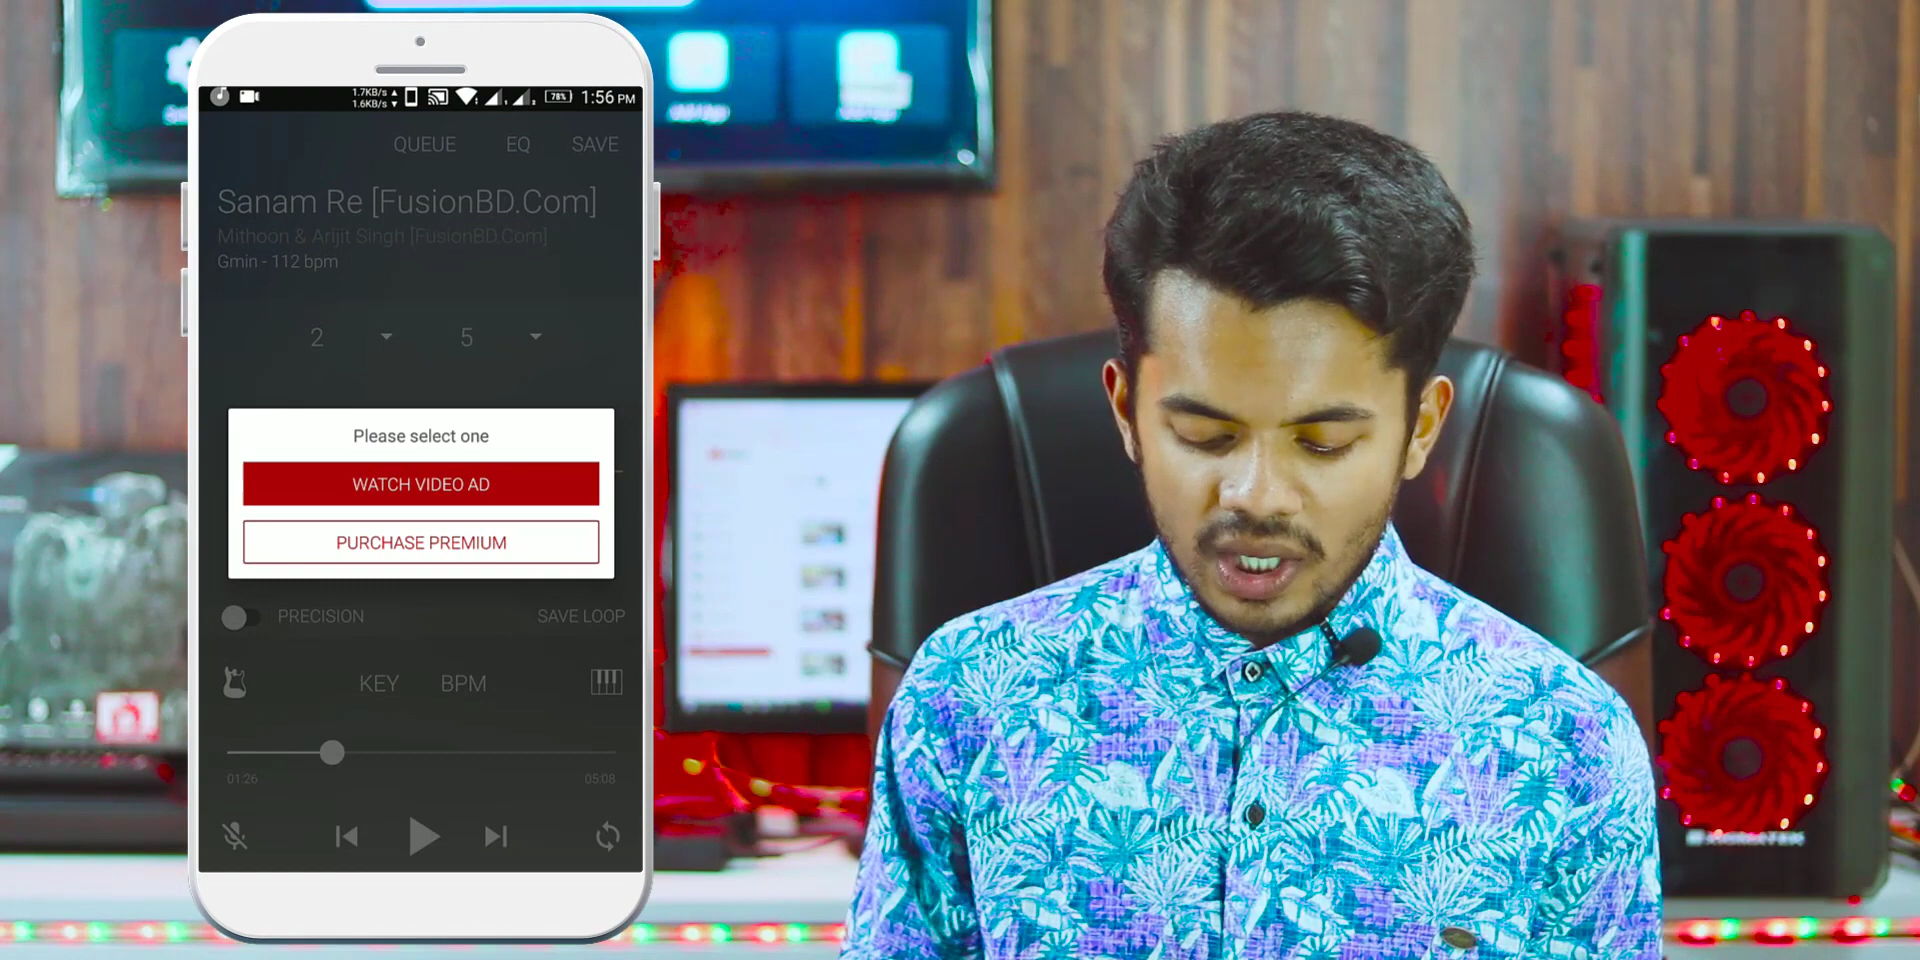 1.7KB/s
1.6KB/s
78%
1:56 PM
QUEUE EQ SAVE
Sanam Re [FusionBD.Com]
Mithoon & Arijit Singh [FusionBD.Com]
Gmin - 112 bpm
2 5
Please select one
WATCH VIDEO AD
PURCHASE PREMIUM
PRECISION SAVE LOOP
KEY BPM
01:26 05:08